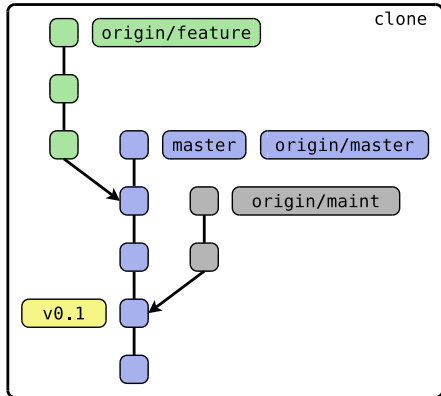 clone
origin/feature
master origin/master
origin/maint
v0.1